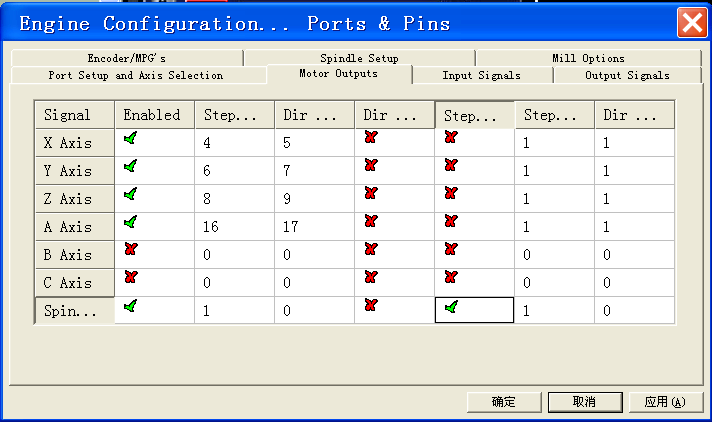 Engine Configuration... Ports & Pins
Encoder/MPG's Spindle Setup Mill Options
Port Setup and Axis Selection Motor Outputs Input Signals Output Signals
Signal Enabled Step... Dir ... Dir ... Step... Step... Dir ...
X Axis 4 5 1 1
Y Axis 6 7 1 1
Z Axis 8 9 1 1
A Axis 16 17 1 1
B Axis 0 0 0 0
C Axis 0 0 0 0
Spin... 1 0 1 0
确定 取消 应用(A)